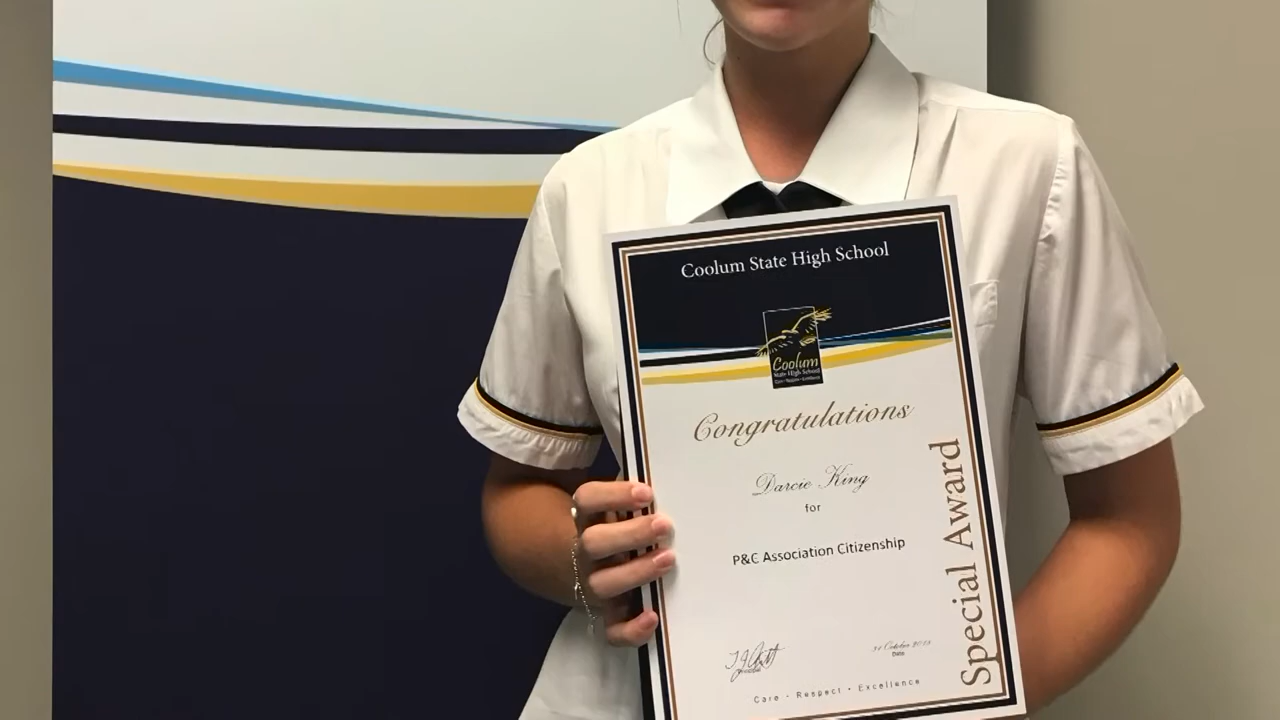 Coolum State High School
Coolum
State High School
Congratulations
Darcie King
for
P&C Association Citizenship
Special Award
Date
Care - Respect - Excellence